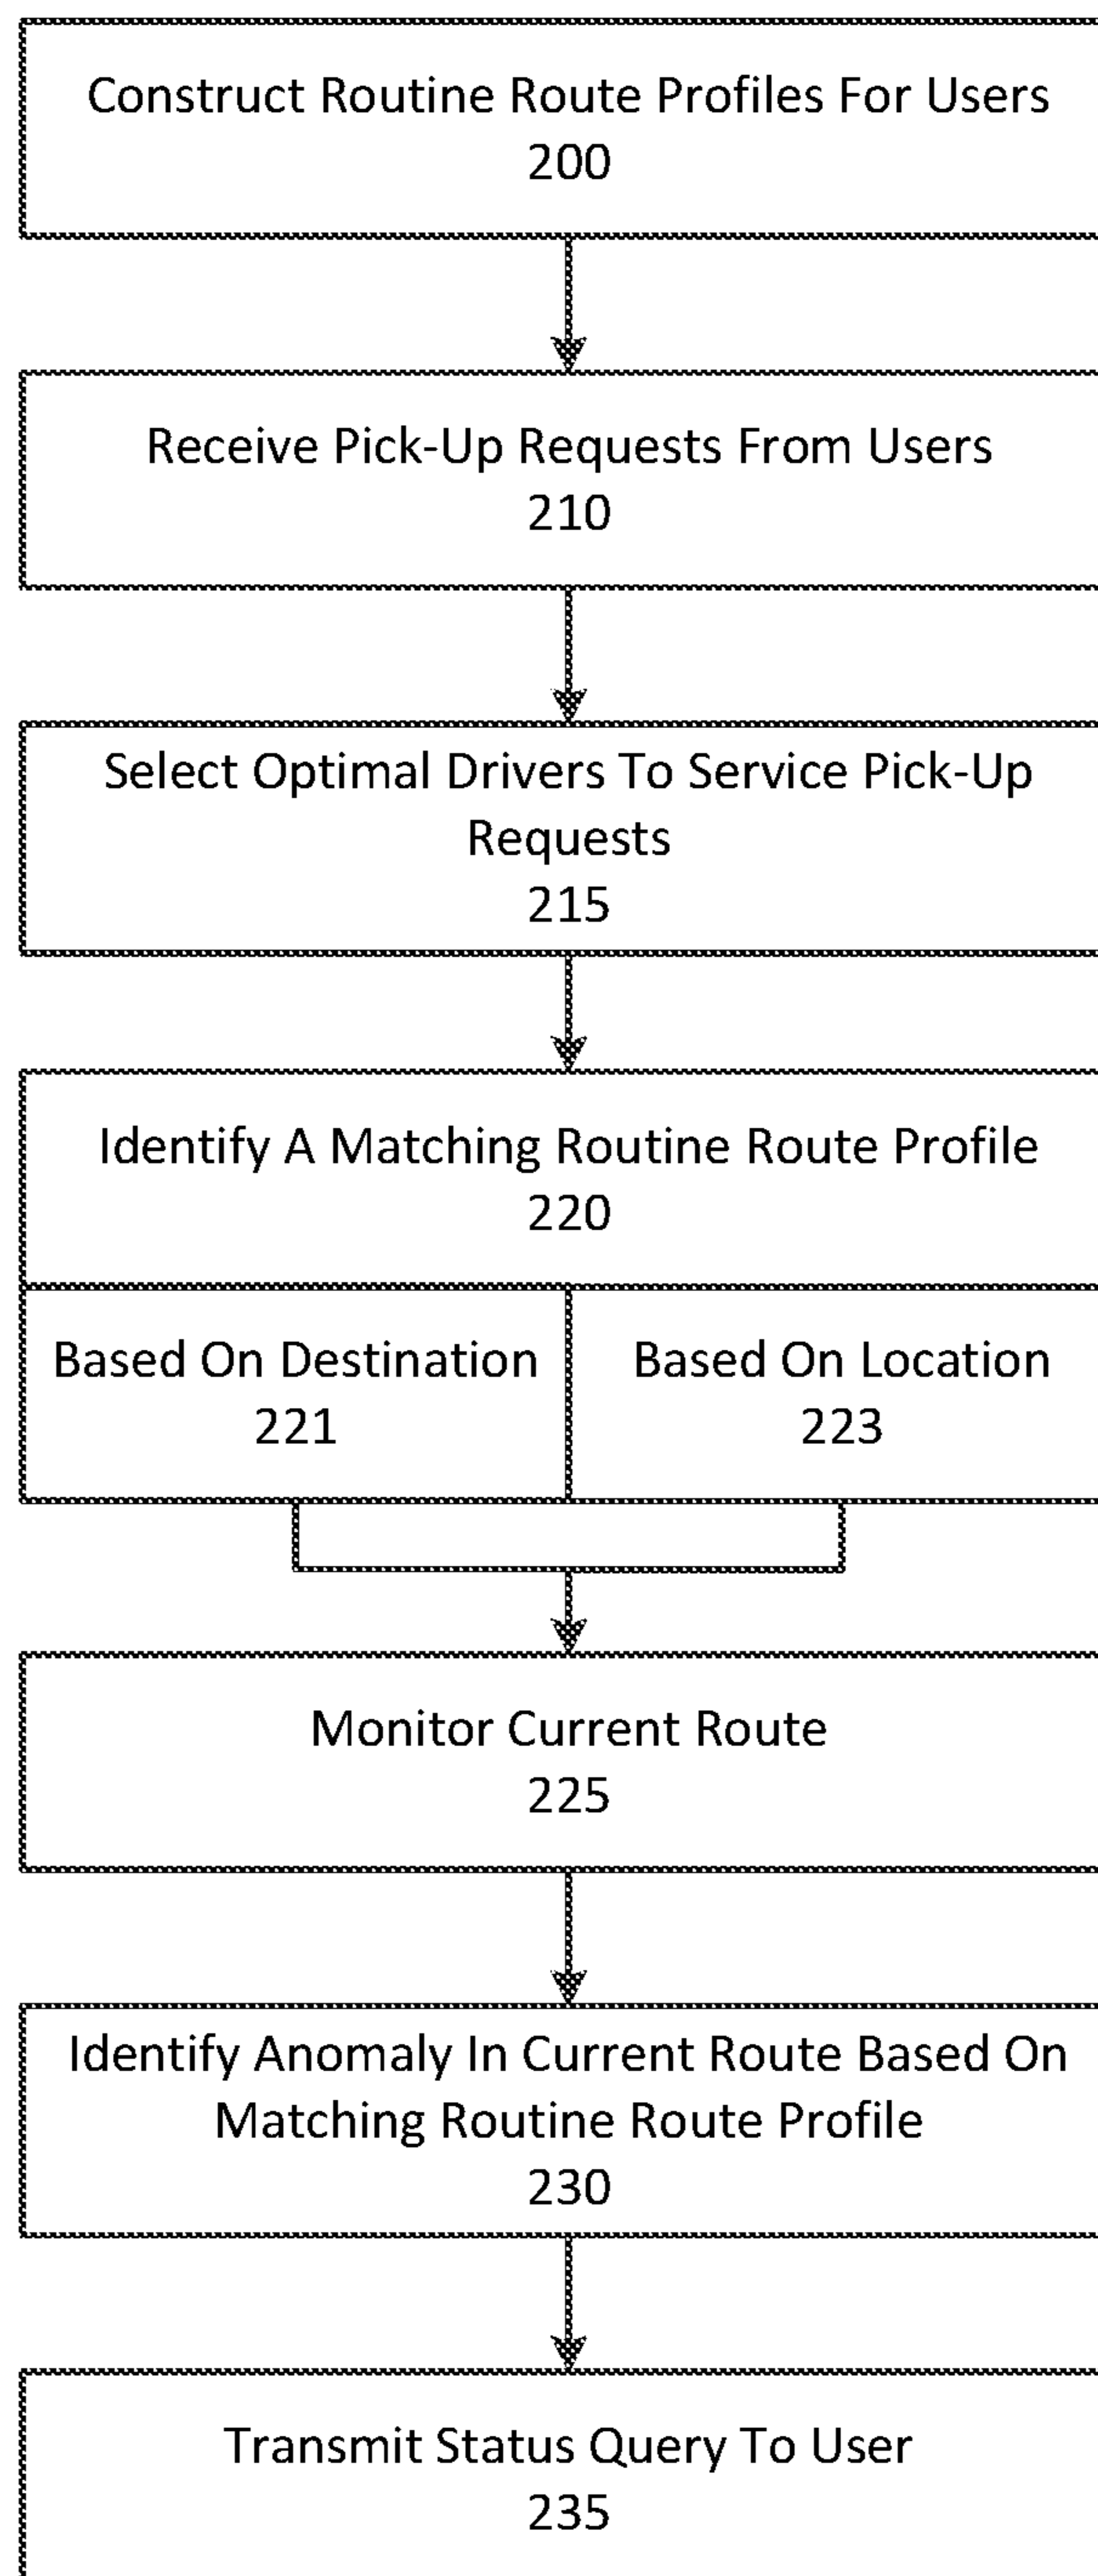 Construct Routine Route Profiles For Users
200
Receive Pick-Up Requests From Users
210
Select Optimal Drivers To Service Pick-Up
Requests
215
Identify A Matching Routine Route Profile
220
Based On Destination
221
Based On Location
223
Monitor Current Route
225
Identify Anomaly In Current Route Based On
Matching Routine Route Profile
230
Transmit Status Query To User
235